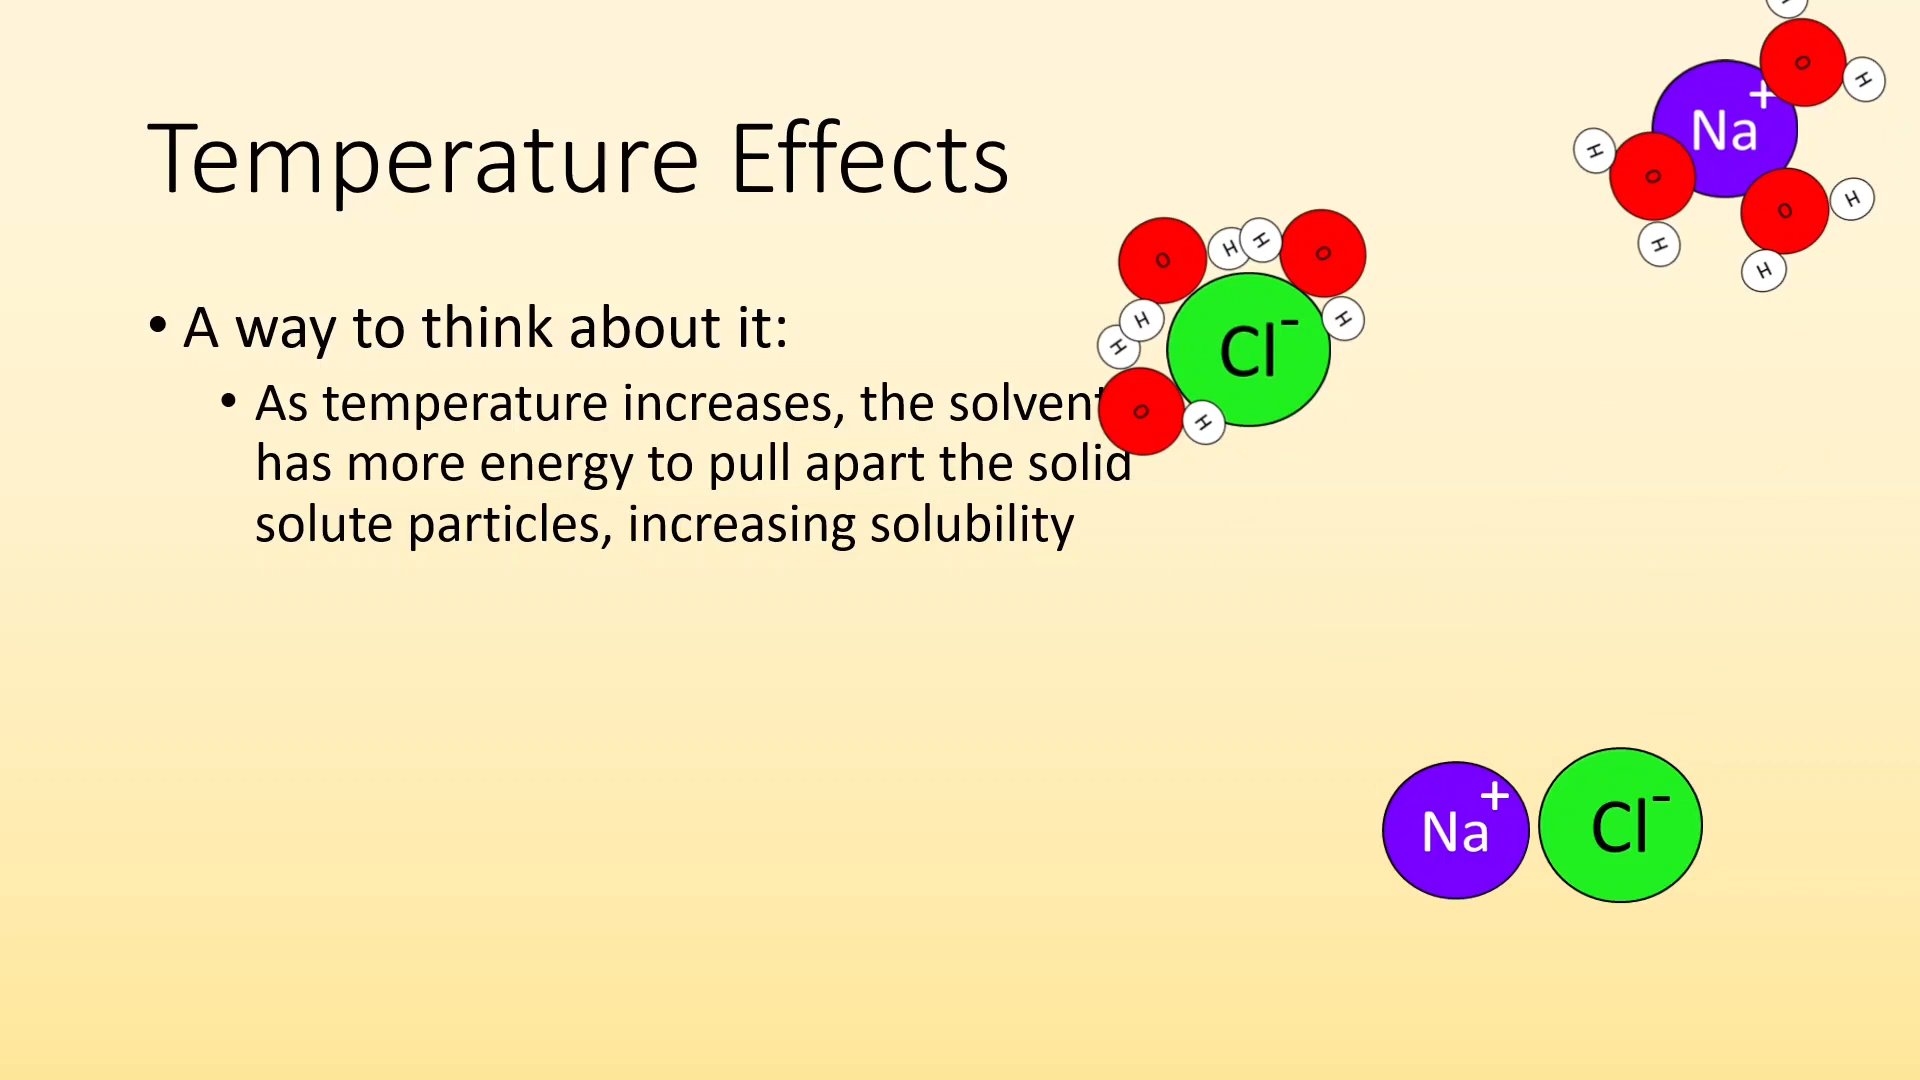 Temperature Effects
• A way to think about it:
• As temperature increases, the solvent
has more energy to pull apart the solid
solute particles, increasing solubility
O
H
Na+
O
H
H
O
H
H
O
H
H
O
H
H
Cl-
O
H
H
Na+
Cl-